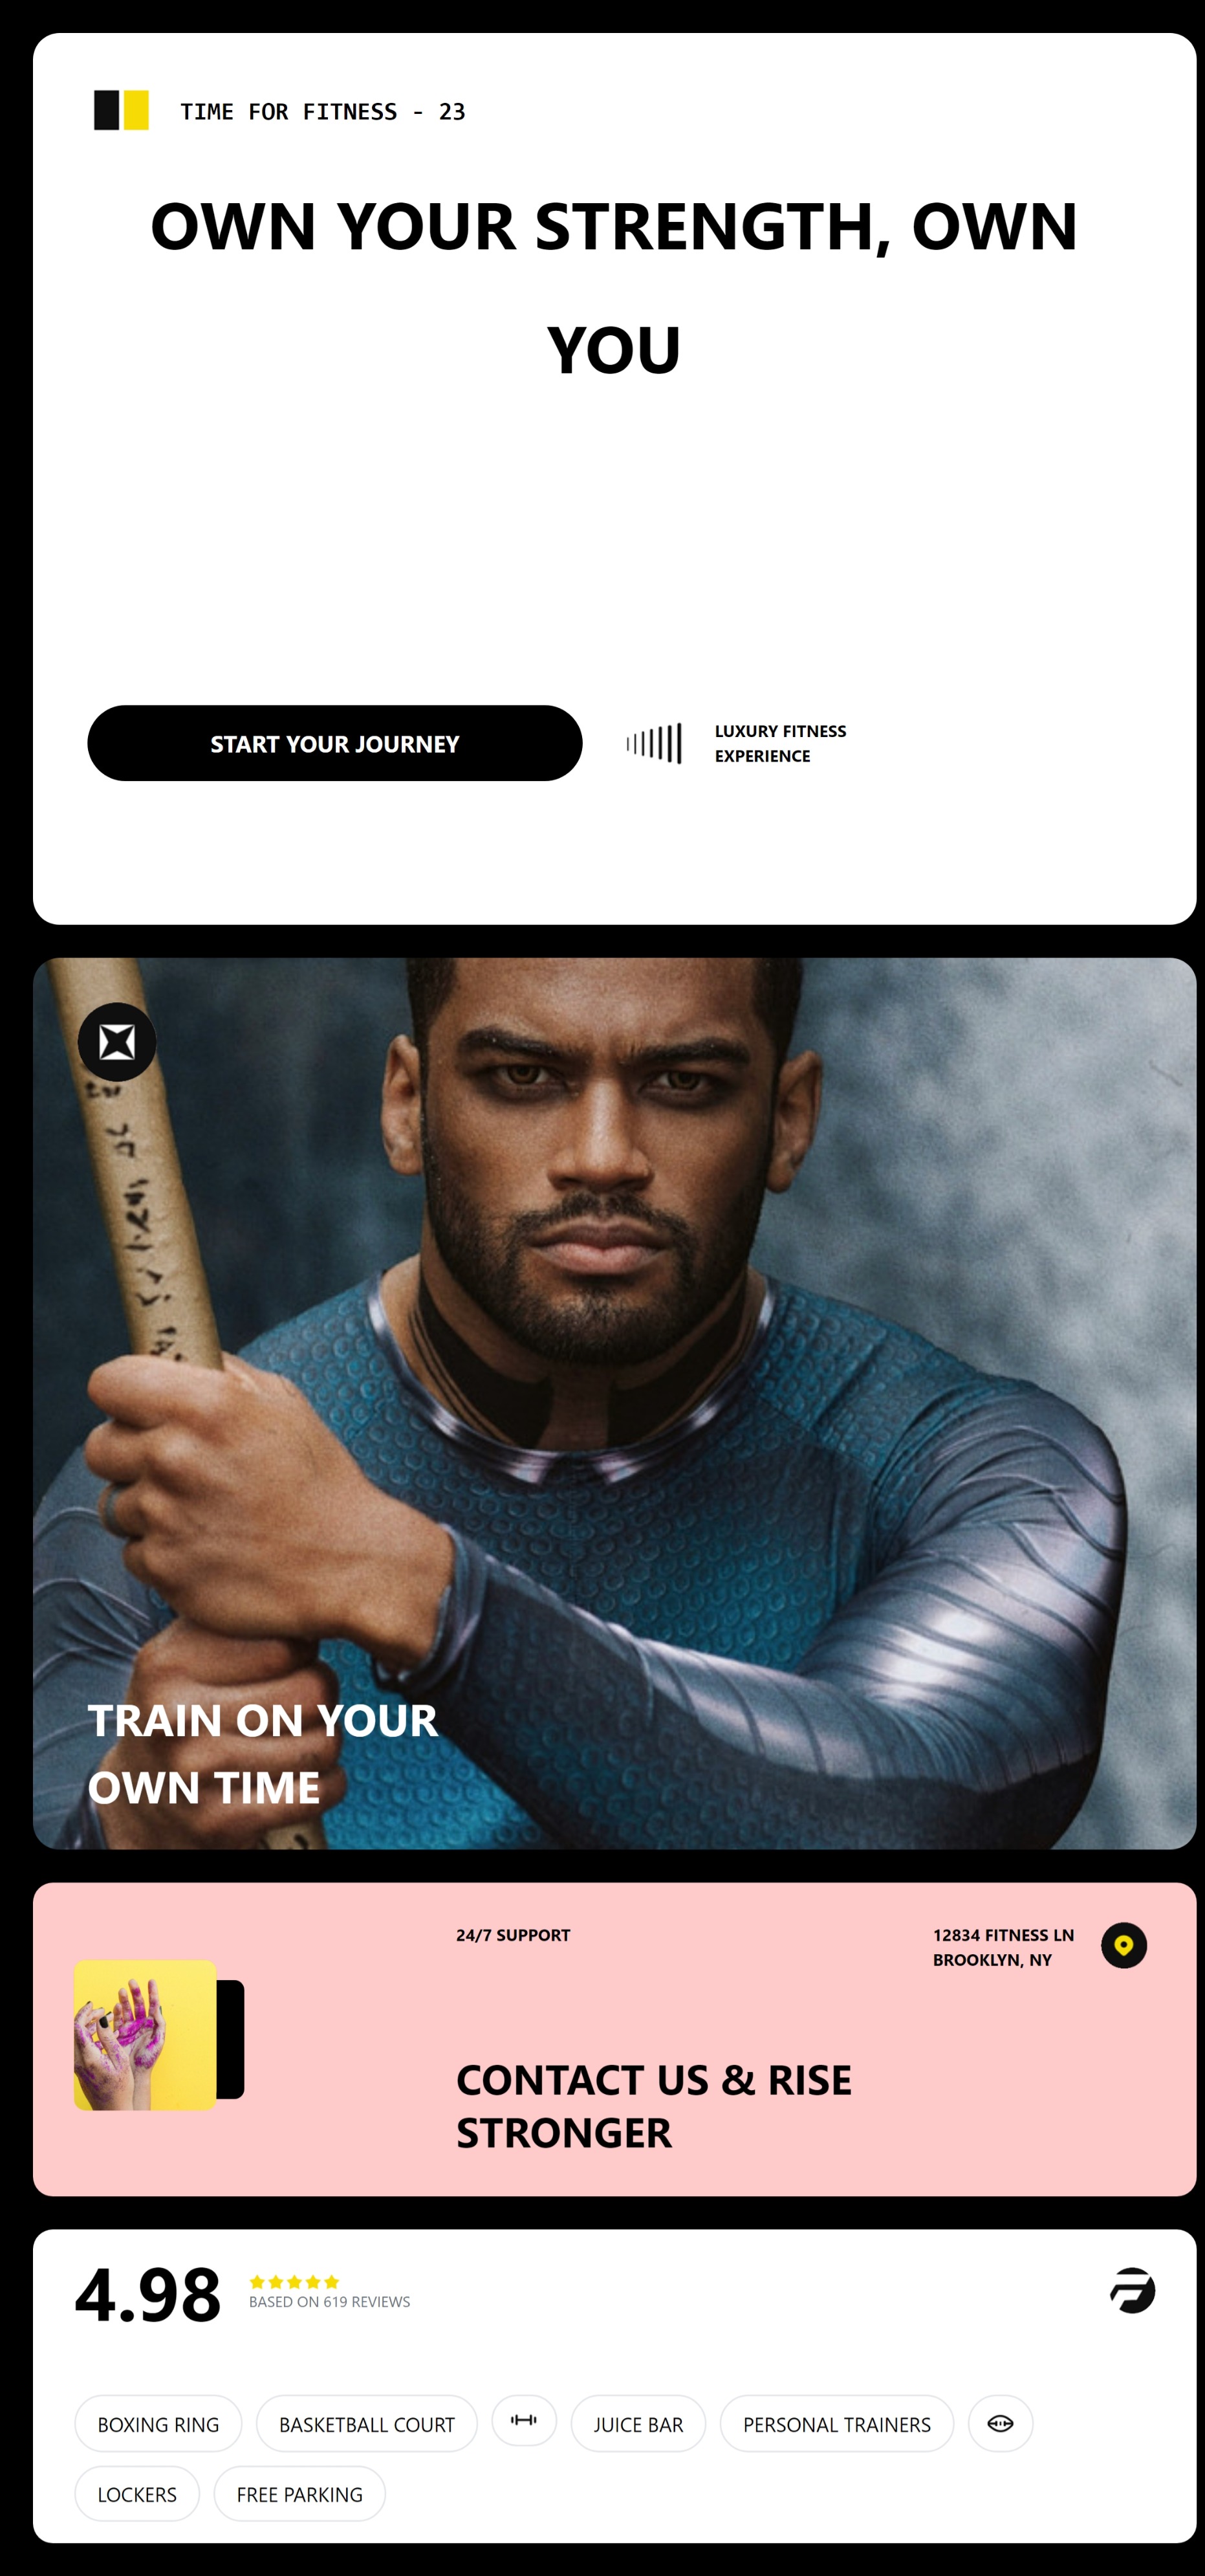 TIME FOR FITNESS - 23
OWN YOUR STRENGTH, OWN
YOU
START YOUR JOURNEY
LUXURY FITNESS
EXPERIENCE
TRAIN ON YOUR
OWN TIME
24/7 SUPPORT
12834 FITNESS LN
BROOKLYN, NY
CONTACT US & RISE
STRONGER
4.98
BASED ON 619 REVIEWS
BOXING RING
BASKETBALL COURT
JUICE BAR
PERSONAL TRAINERS
LOCKERS
FREE PARKING